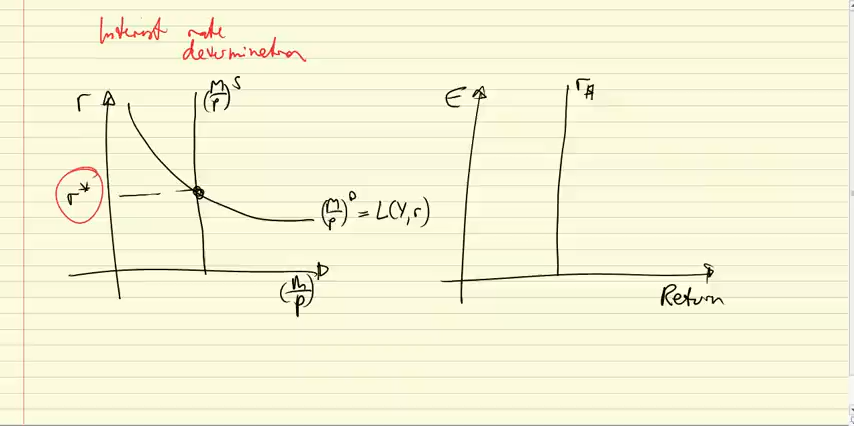 Interest rate
determination
r
(M/P)^S
r*
(M/P)^D = L(Y, r)
(M/P)^D
E
r_A
Return